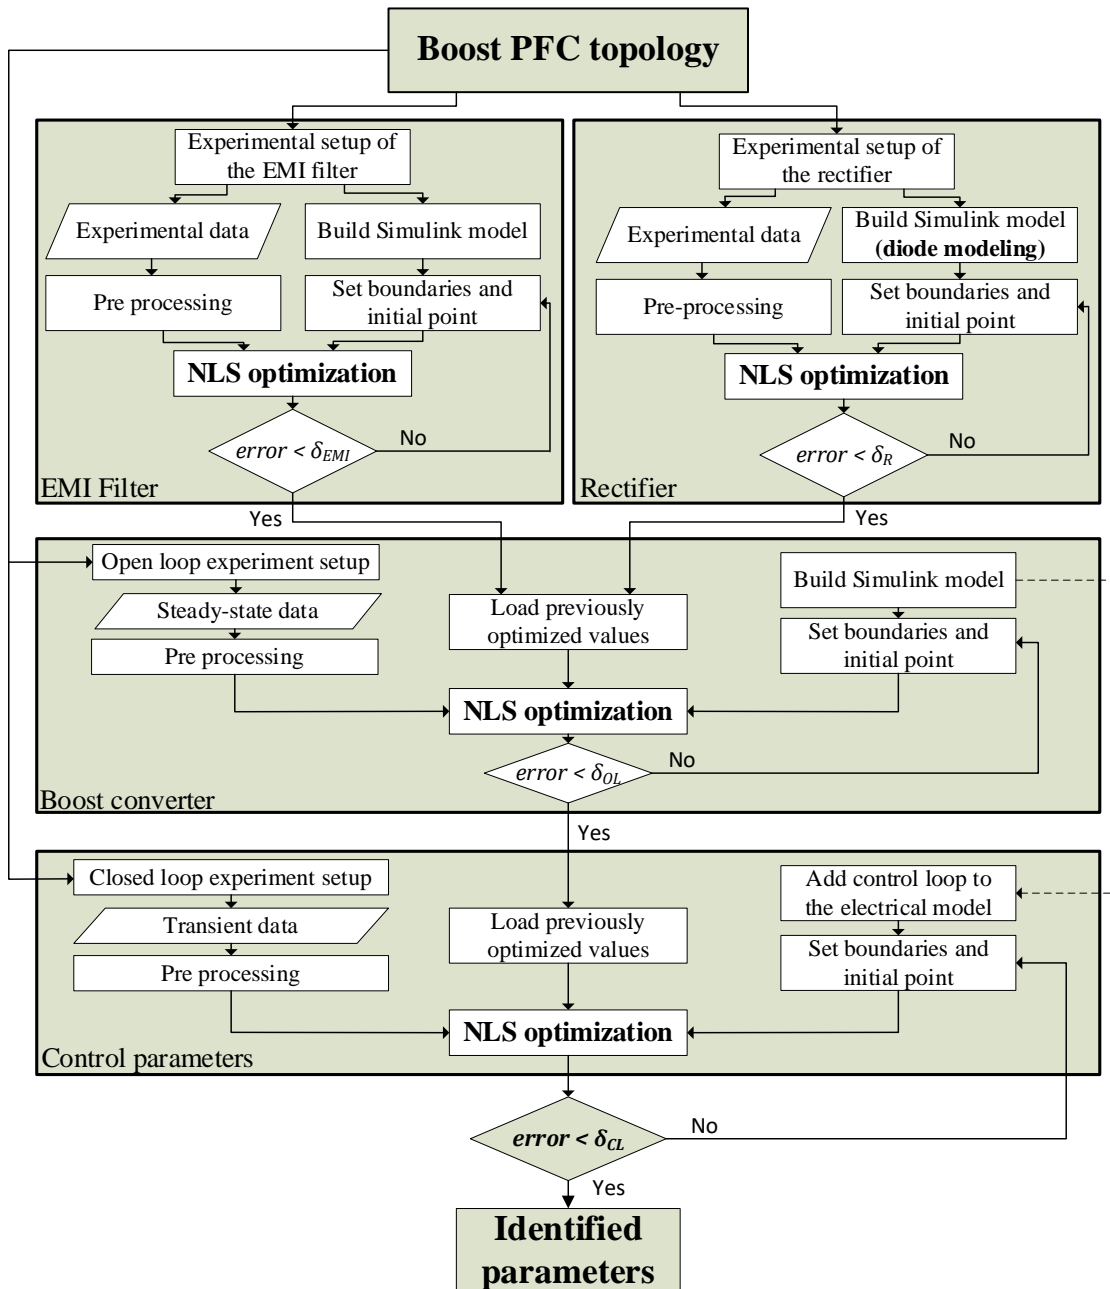 Boost PFC topology
Experimental setup of
the EMI filter
Experimental data
Build Simulink model
Pre processing
Set boundaries and
initial point
NLS optimization
error < δEMI
No
EMI Filter
Yes
Experimental setup of
the rectifier
Experimental data
Build Simulink model
(diode modeling)
Pre-processing
Set boundaries and
initial point
NLS optimization
error < δR
No
Rectifier
Yes
Open loop experiment setup
Steady-state data
Pre processing
Load previously
optimized values
Build Simulink model
Set boundaries and
initial point
NLS optimization
error < δOL
No
Boost converter
Yes
Closed loop experiment setup
Transient data
Pre processing
Load previously
optimized values
Add control loop to
the electrical model
Set boundaries and
initial point
NLS optimization
Control parameters
error < δCL
No
Yes
Identified
parameters